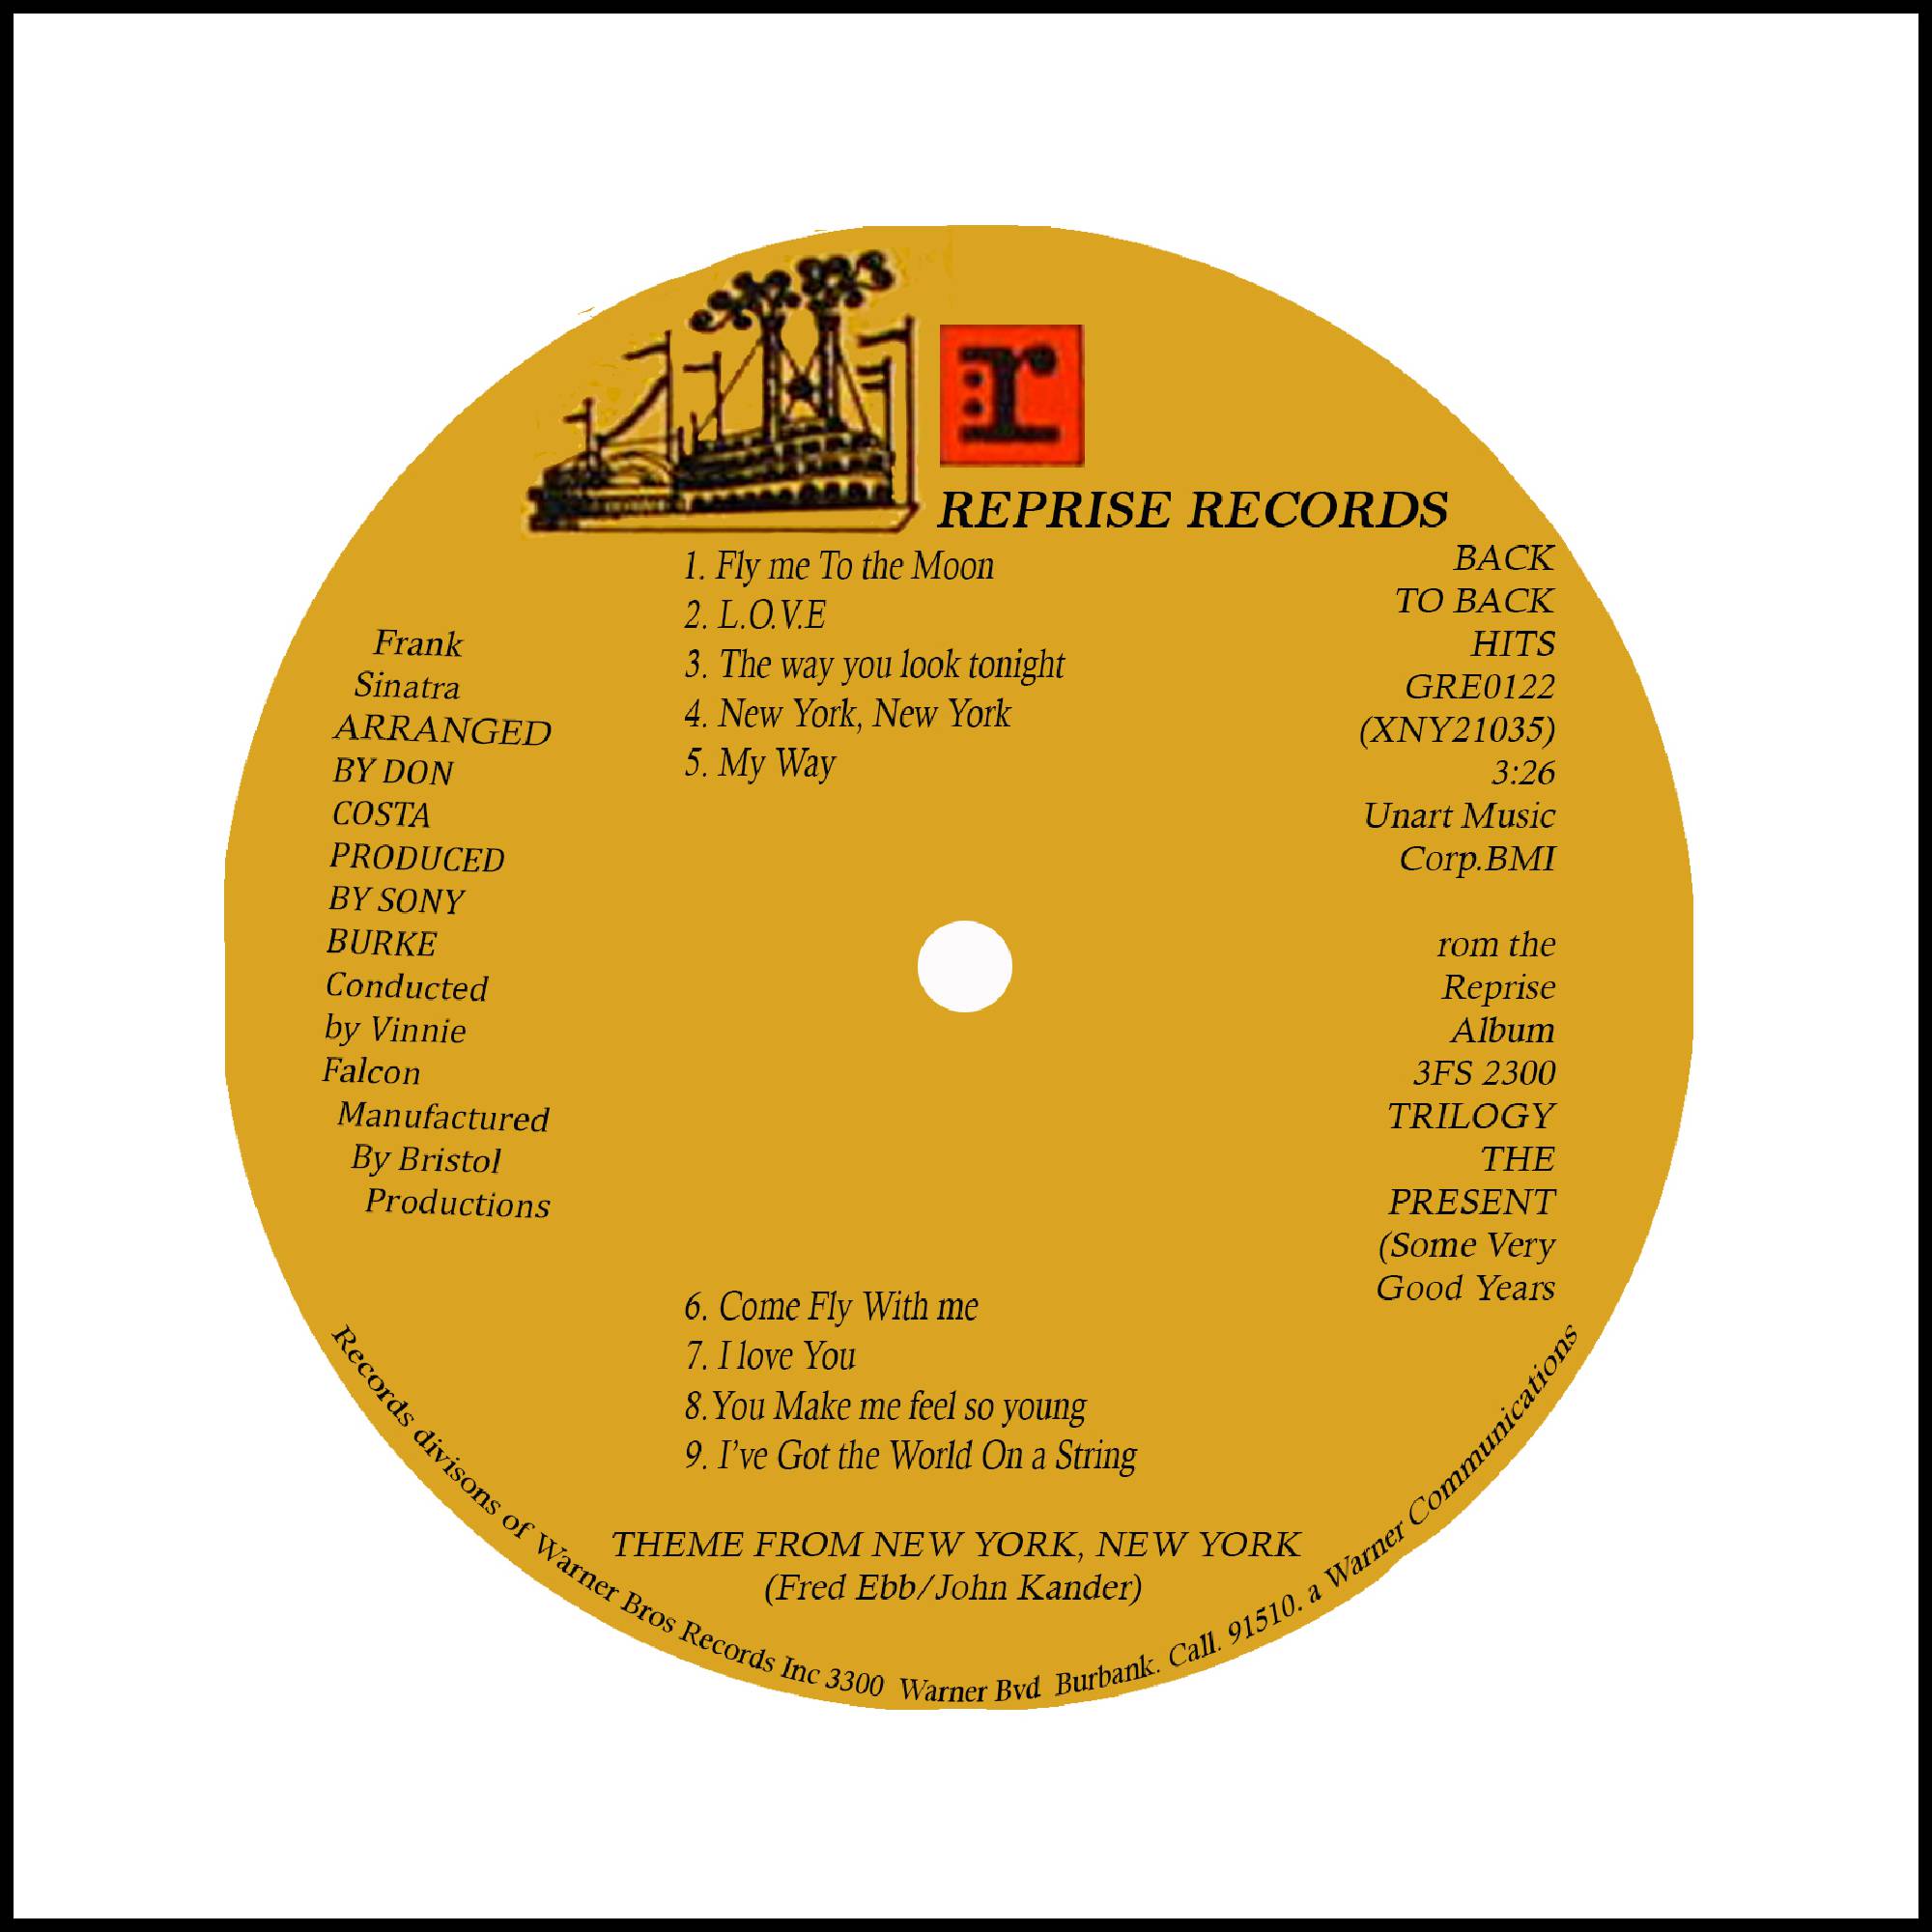 r
REPRISE RECORDS
1. Fly me To the Moon
2. L.O.V.E
3. The way you look tonight
4. New York, New York
5. My Way
Frank
Sinatra
ARRANGED
BY DON
COSTA
PRODUCED
BY SONY
BURKE
Conducted
by Vinnie
Falcon
Manufactured
By Bristol
Productions
BACK
TO BACK
HITS
GRE0122
(XNY21035)
3:26
Unart Music
Corp.BMI
rom the
Reprise
Album
3FS 2300
TRILOGY
THE
PRESENT
(Some Very
Good Years
6. Come Fly With me
7. I love You
8.You Make me feel so young
9. I’ve Got the World On a String
THEME FROM NEW YORK, NEW YORK
(Fred Ebb/John Kander)
Records divisons of Warner Bros Records Inc 3300 Warner Bvd Burbank. Call. 91510. a Warner Communications